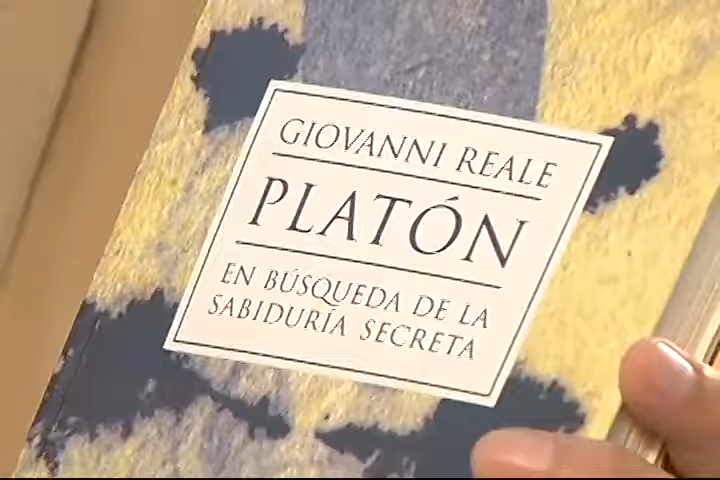 GIOVANNI REALE
PLATÓN
EN BÚSQUEDA DE LA
SABIDURÍA SECRETA